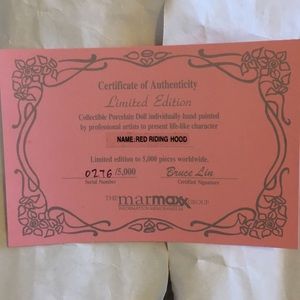 Certificate of Authenticity
Limited Edition
Collectible Porcelain Doll individually hand painted
by professional artists to present life-like character
NAME:RED RIDING HOOD
Limited edition to 5,000 pieces worldwide.
0276/5,000 Bruce Lin
Serial Number Certified Signature
THE marmaxx GROUP